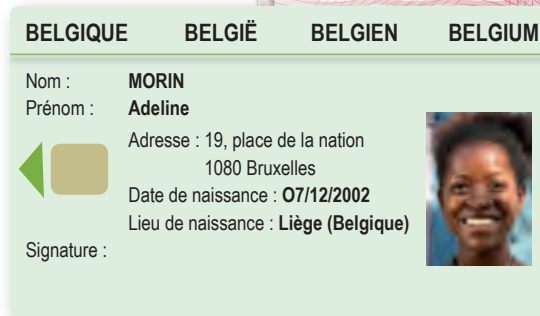 BELGIQUE BELGIË BELGIEN BELGIUM
Nom : MORIN
Prénom : Adeline
Adresse : 19, place de la nation
1080 Bruxelles
Date de naissance : O7/12/2002
Lieu de naissance : Liège (Belgique)
Signature :